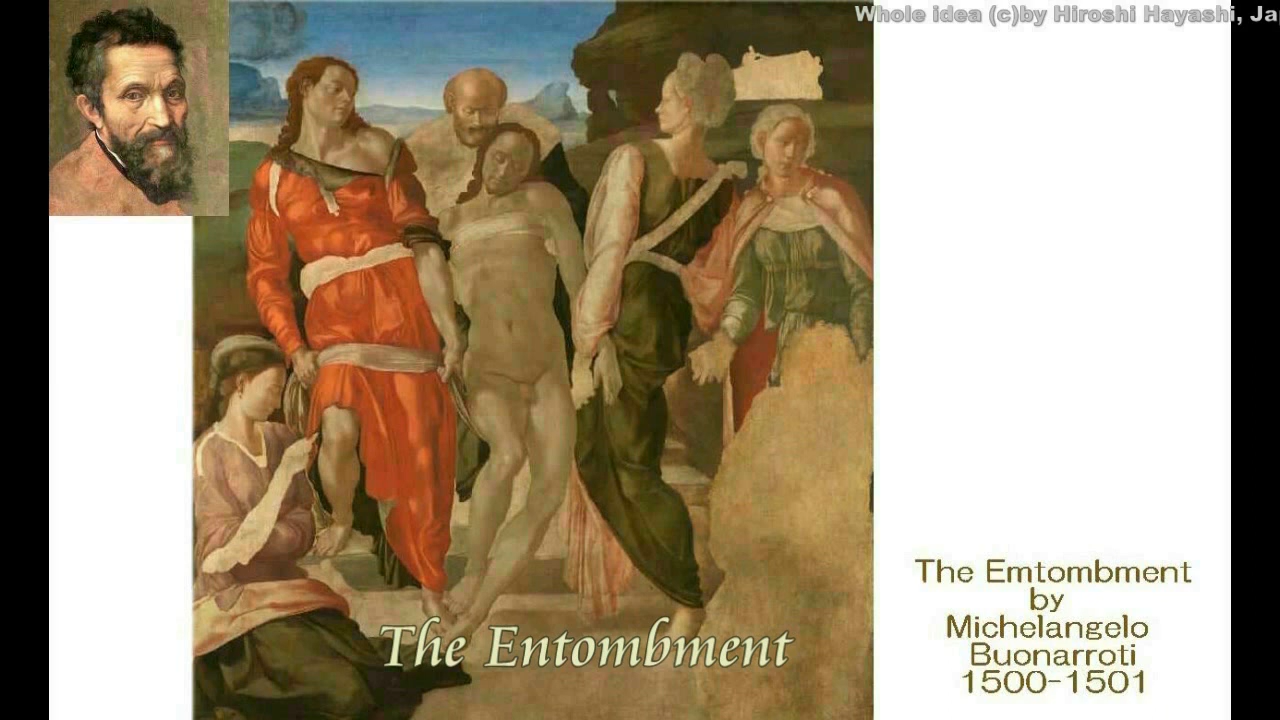 Whole idea (c)by Hiroshi Hayashi, Ja
The Entombment
The Emtombment
by
Michelangelo
Buonarroti
1500-1501